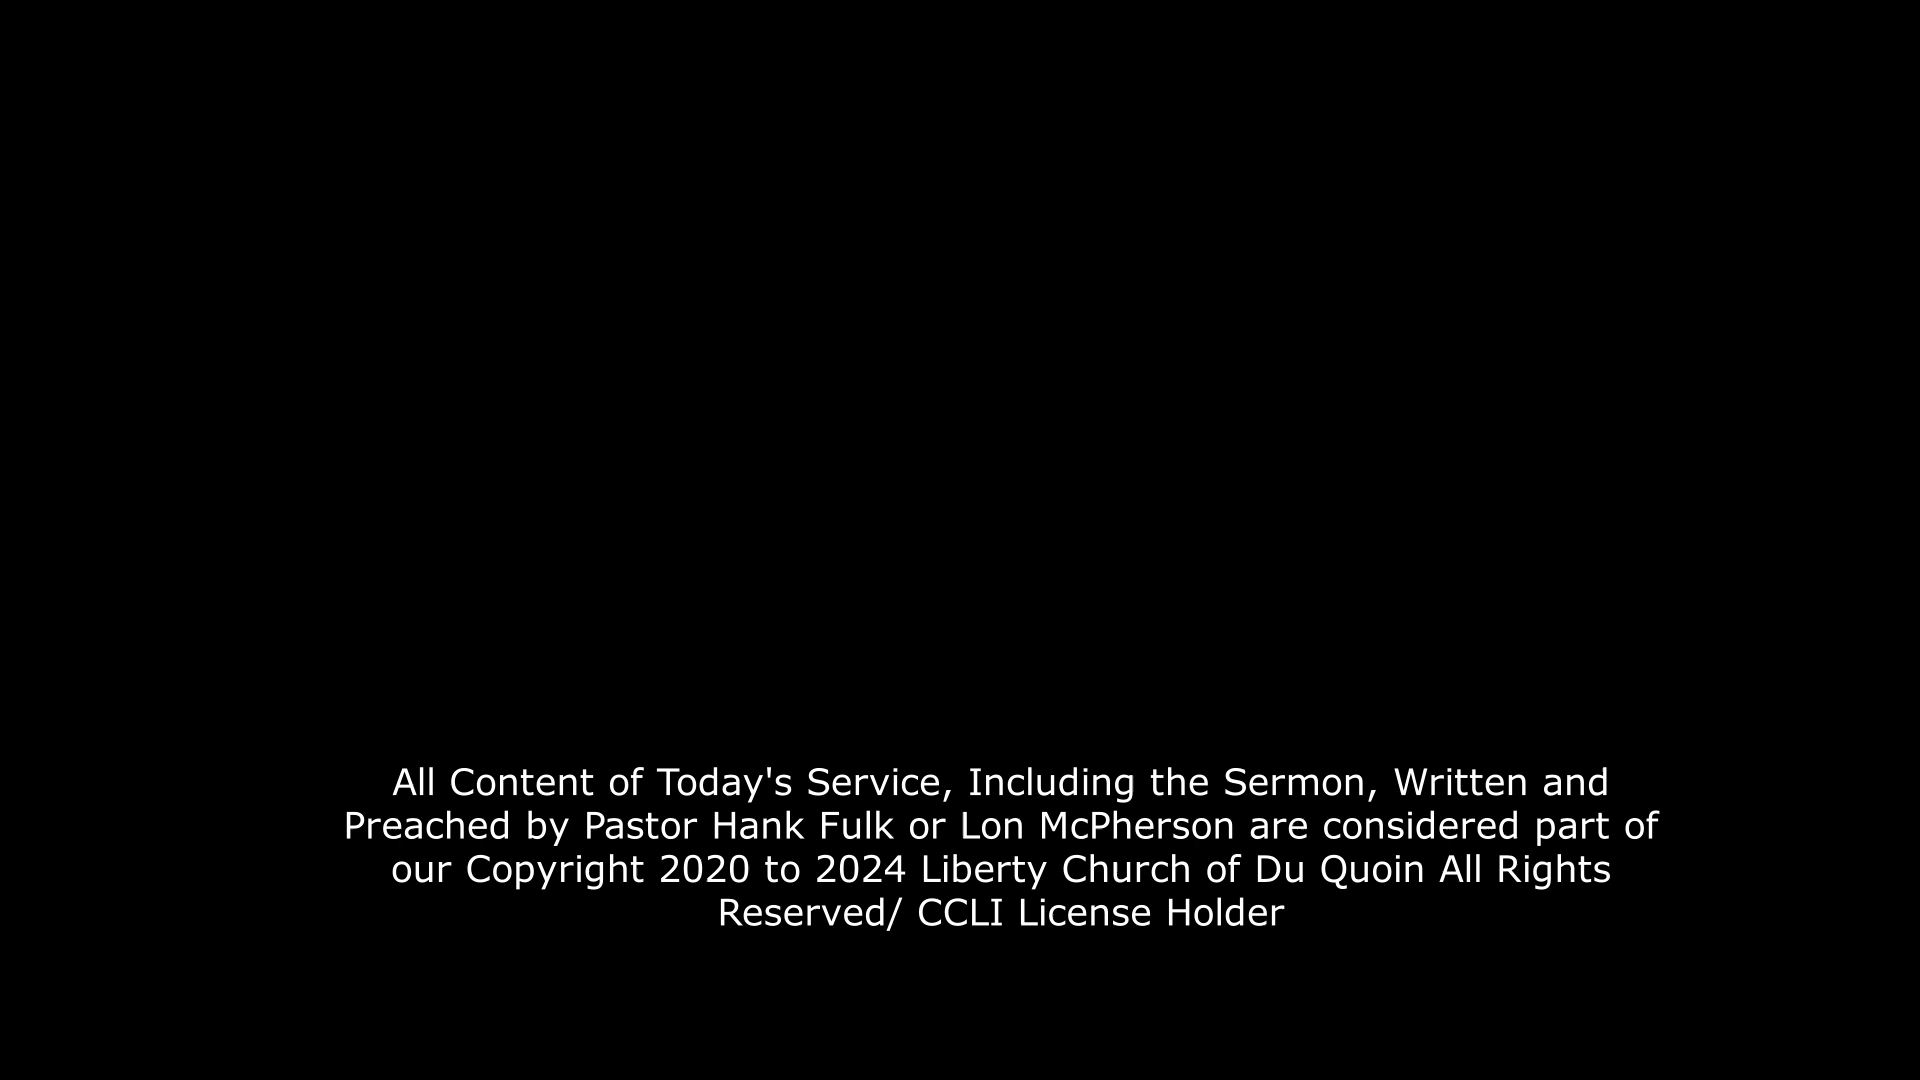 All Content of Today's Service, Including the Sermon, Written and
Preached by Pastor Hank Fulk or Lon McPherson are considered part of
our Copyright 2020 to 2024 Liberty Church of Du Quoin All Rights
Reserved/ CCLI License Holder